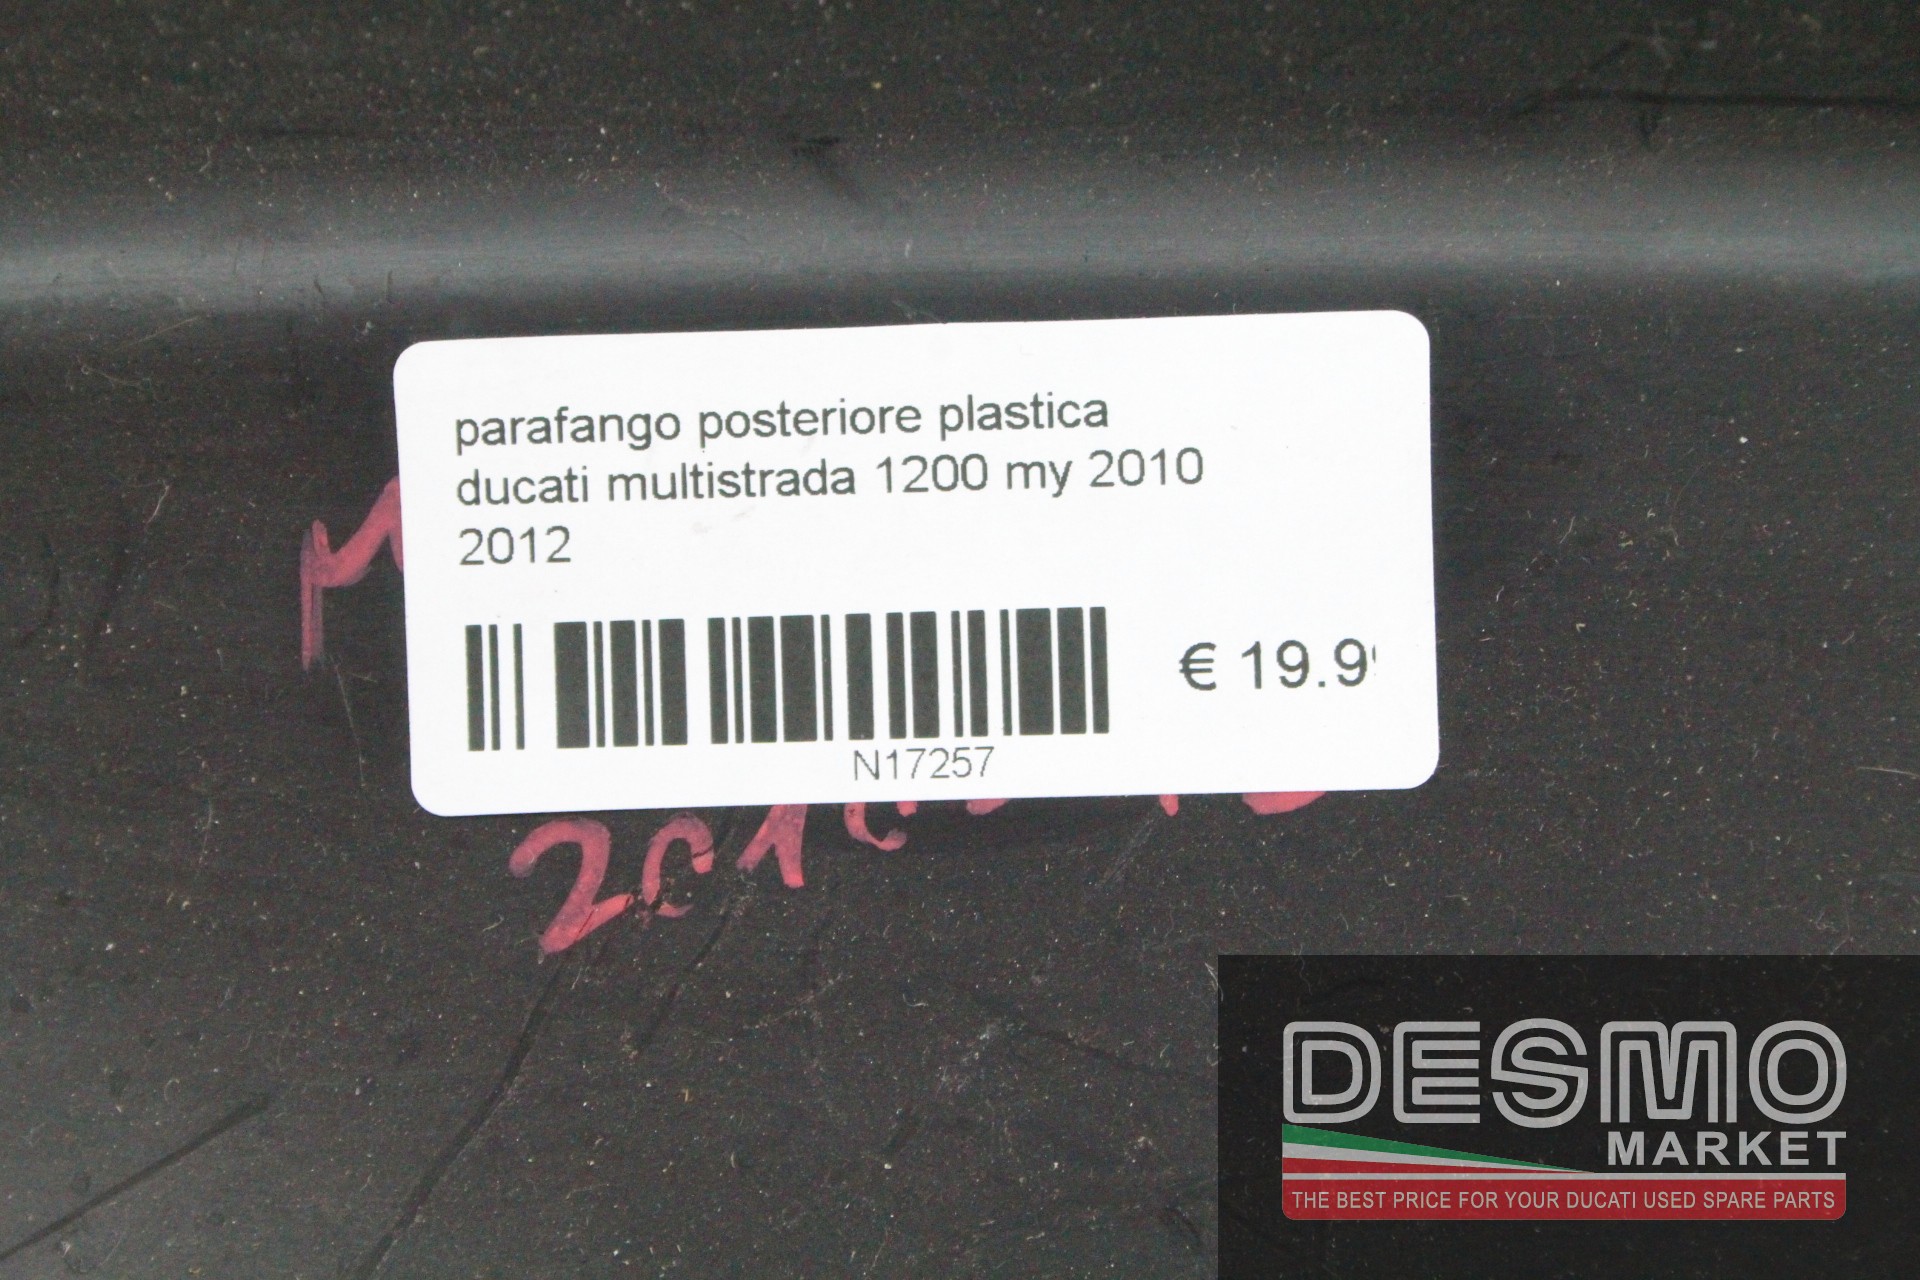 parafango posteriore plastica
ducati multistrada 1200 my 2010
2012
€ 19.9
N17257
DESMO
MARKET
THE BEST PRICE FOR YOUR DUCATI USED SPARE PARTS